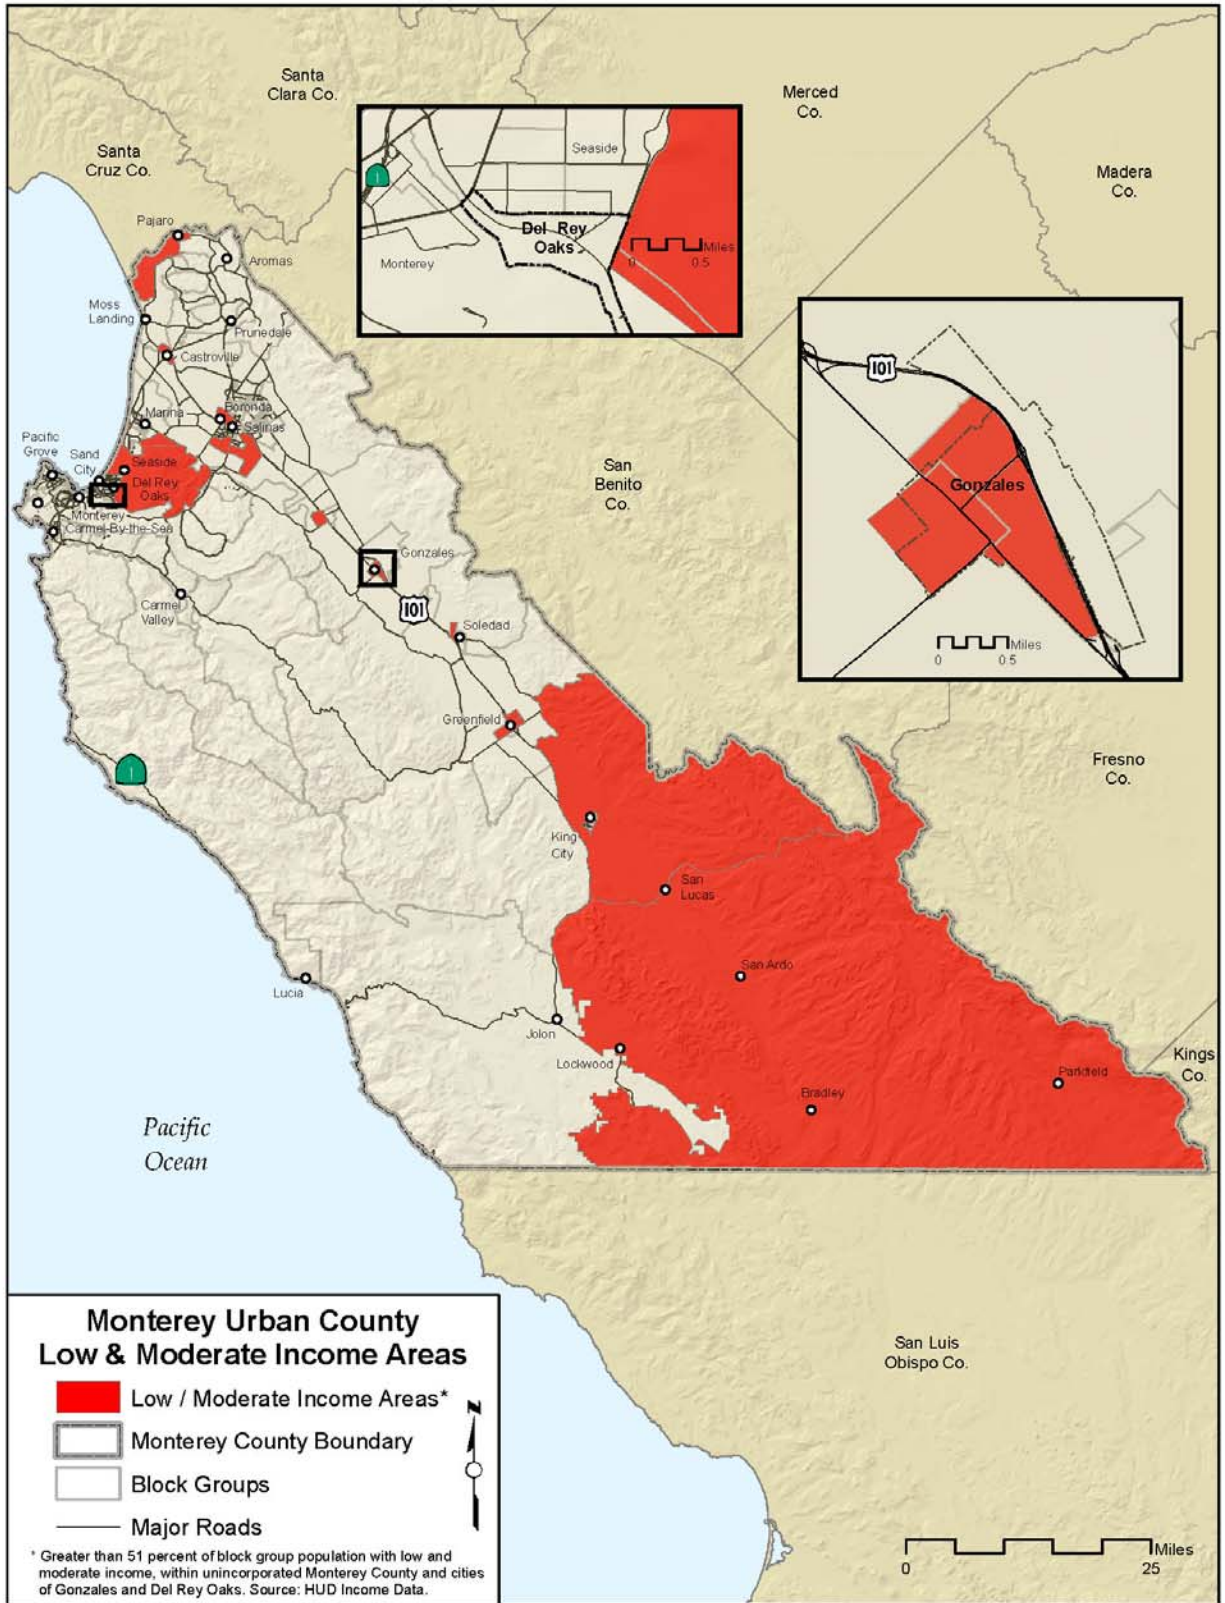 Santa
Clara Co.
Merced
Co.
Santa
Cruz Co.
Madera
Co.
Seaside
1
Del Rey
Oaks
Monterey
Miles
0 0.5
Pajaro
Aromas
Moss
Landing
Prunedale
Castroville
Marina
Boronda
Salinas
Pacific
Grove
Sand
City
Seaside
Del Rey
Oaks
Monterey
Carmel-By-the-Sea
Carmel
Valley
Gonzales
101
Soledad
Greenfield
San
Benito
Co.
101
Gonzales
Miles
0 0 5
Fresno
Co.
1
King
City
San
Lucas
San Ardo
Lucia
Jolon
Lockwood
Bradley
Parkfield
Kings
Co.
Pacific
Ocean
San Luis
Obispo Co.
Monterey Urban County
Low & Moderate Income Areas
Low / Moderate Income Areas*
N
Monterey County Boundary
Block Groups
Major Roads
* Greater than 51 percent of block group population with low and
moderate income, within unincorporated Monterey County and cities
of Gonzales and Del Rey Oaks. Source: HUD Income Data.
Miles
0 25